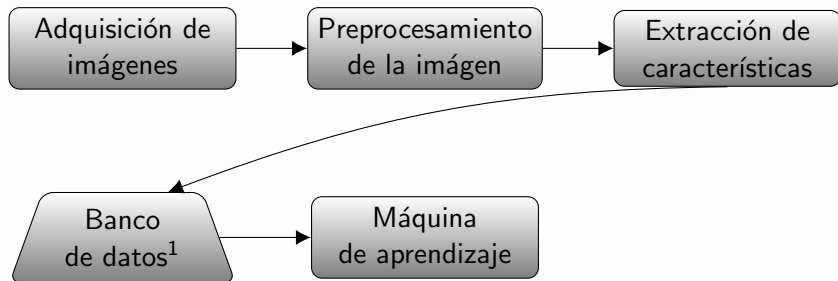 Adquisición de
imágenes
Preprocesamiento
de la imágen
Extracción de
características
Banco
de datos¹
Máquina
de aprendizaje